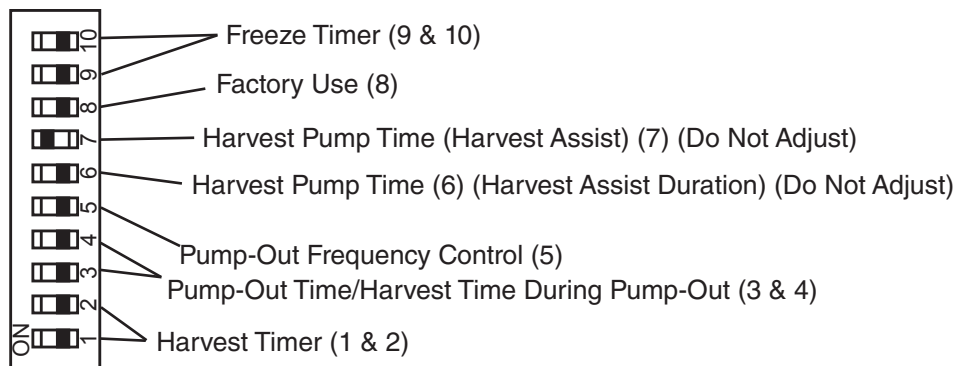 10 Freeze Timer (9 & 10)
9
8 Factory Use (8)
7 Harvest Pump Time (Harvest Assist) (7) (Do Not Adjust)
6 Harvest Pump Time (6) (Harvest Assist Duration) (Do Not Adjust)
5 Pump-Out Frequency Control (5)
4
3 Pump-Out Time/Harvest Time During Pump-Out (3 & 4)
2
ON 1 Harvest Timer (1 & 2)